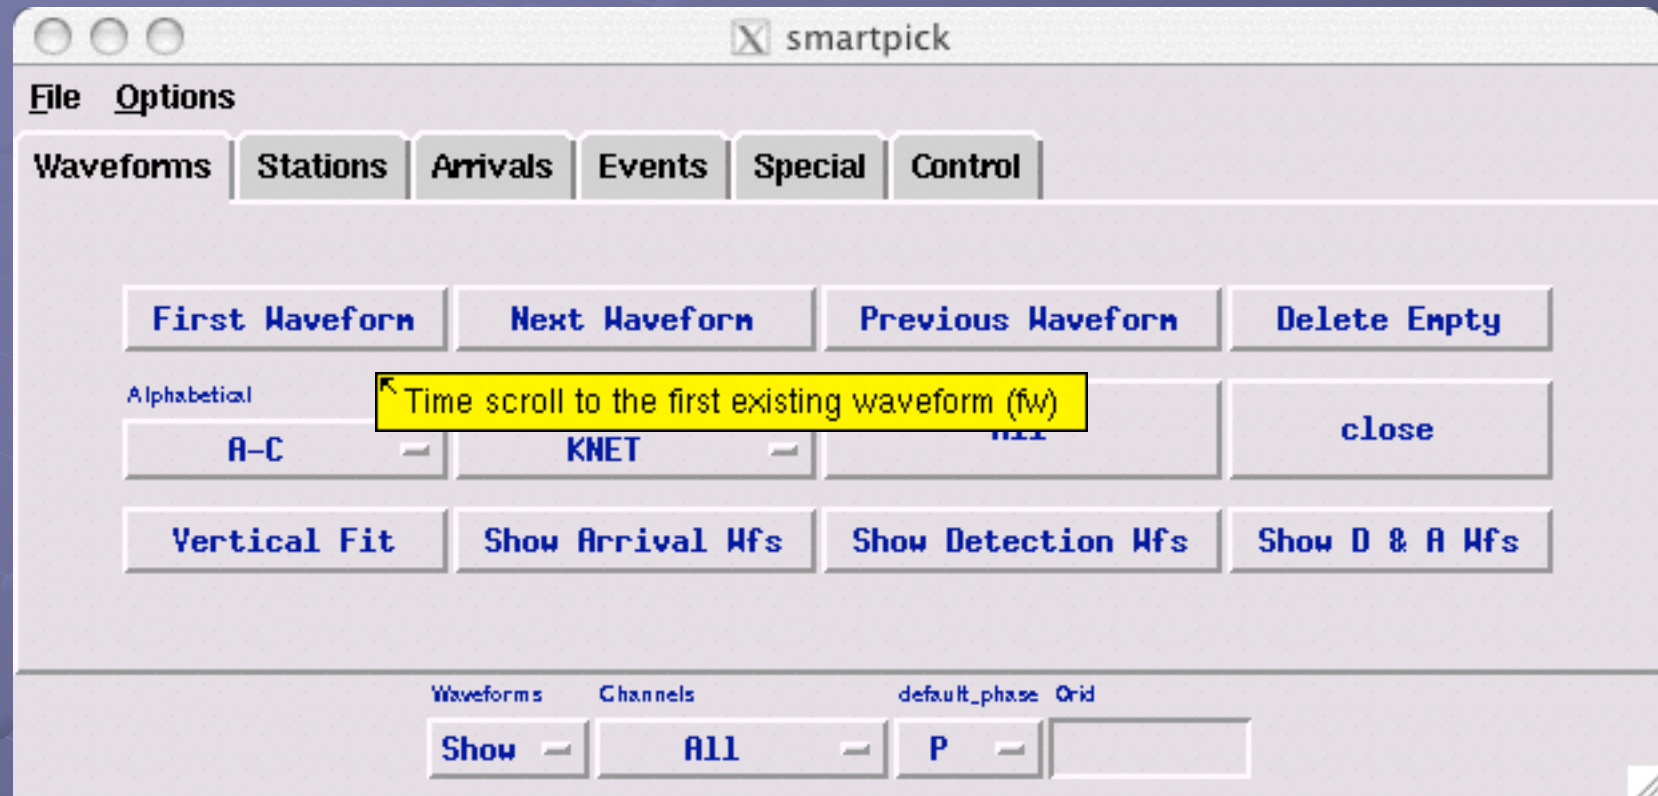 smartpick
File Options
Waveforms Stations Arrivals Events Special Control
First Waveform Next Waveform Previous Waveform Delete Empty
Alphabetical
Time scroll to the first existing waveform (fw)
A-C KNET All close
Vertical Fit Show Arrival Wfs Show Detection Wfs Show D & A Wfs
Waveforms Channels default_phase Orid
Show All P